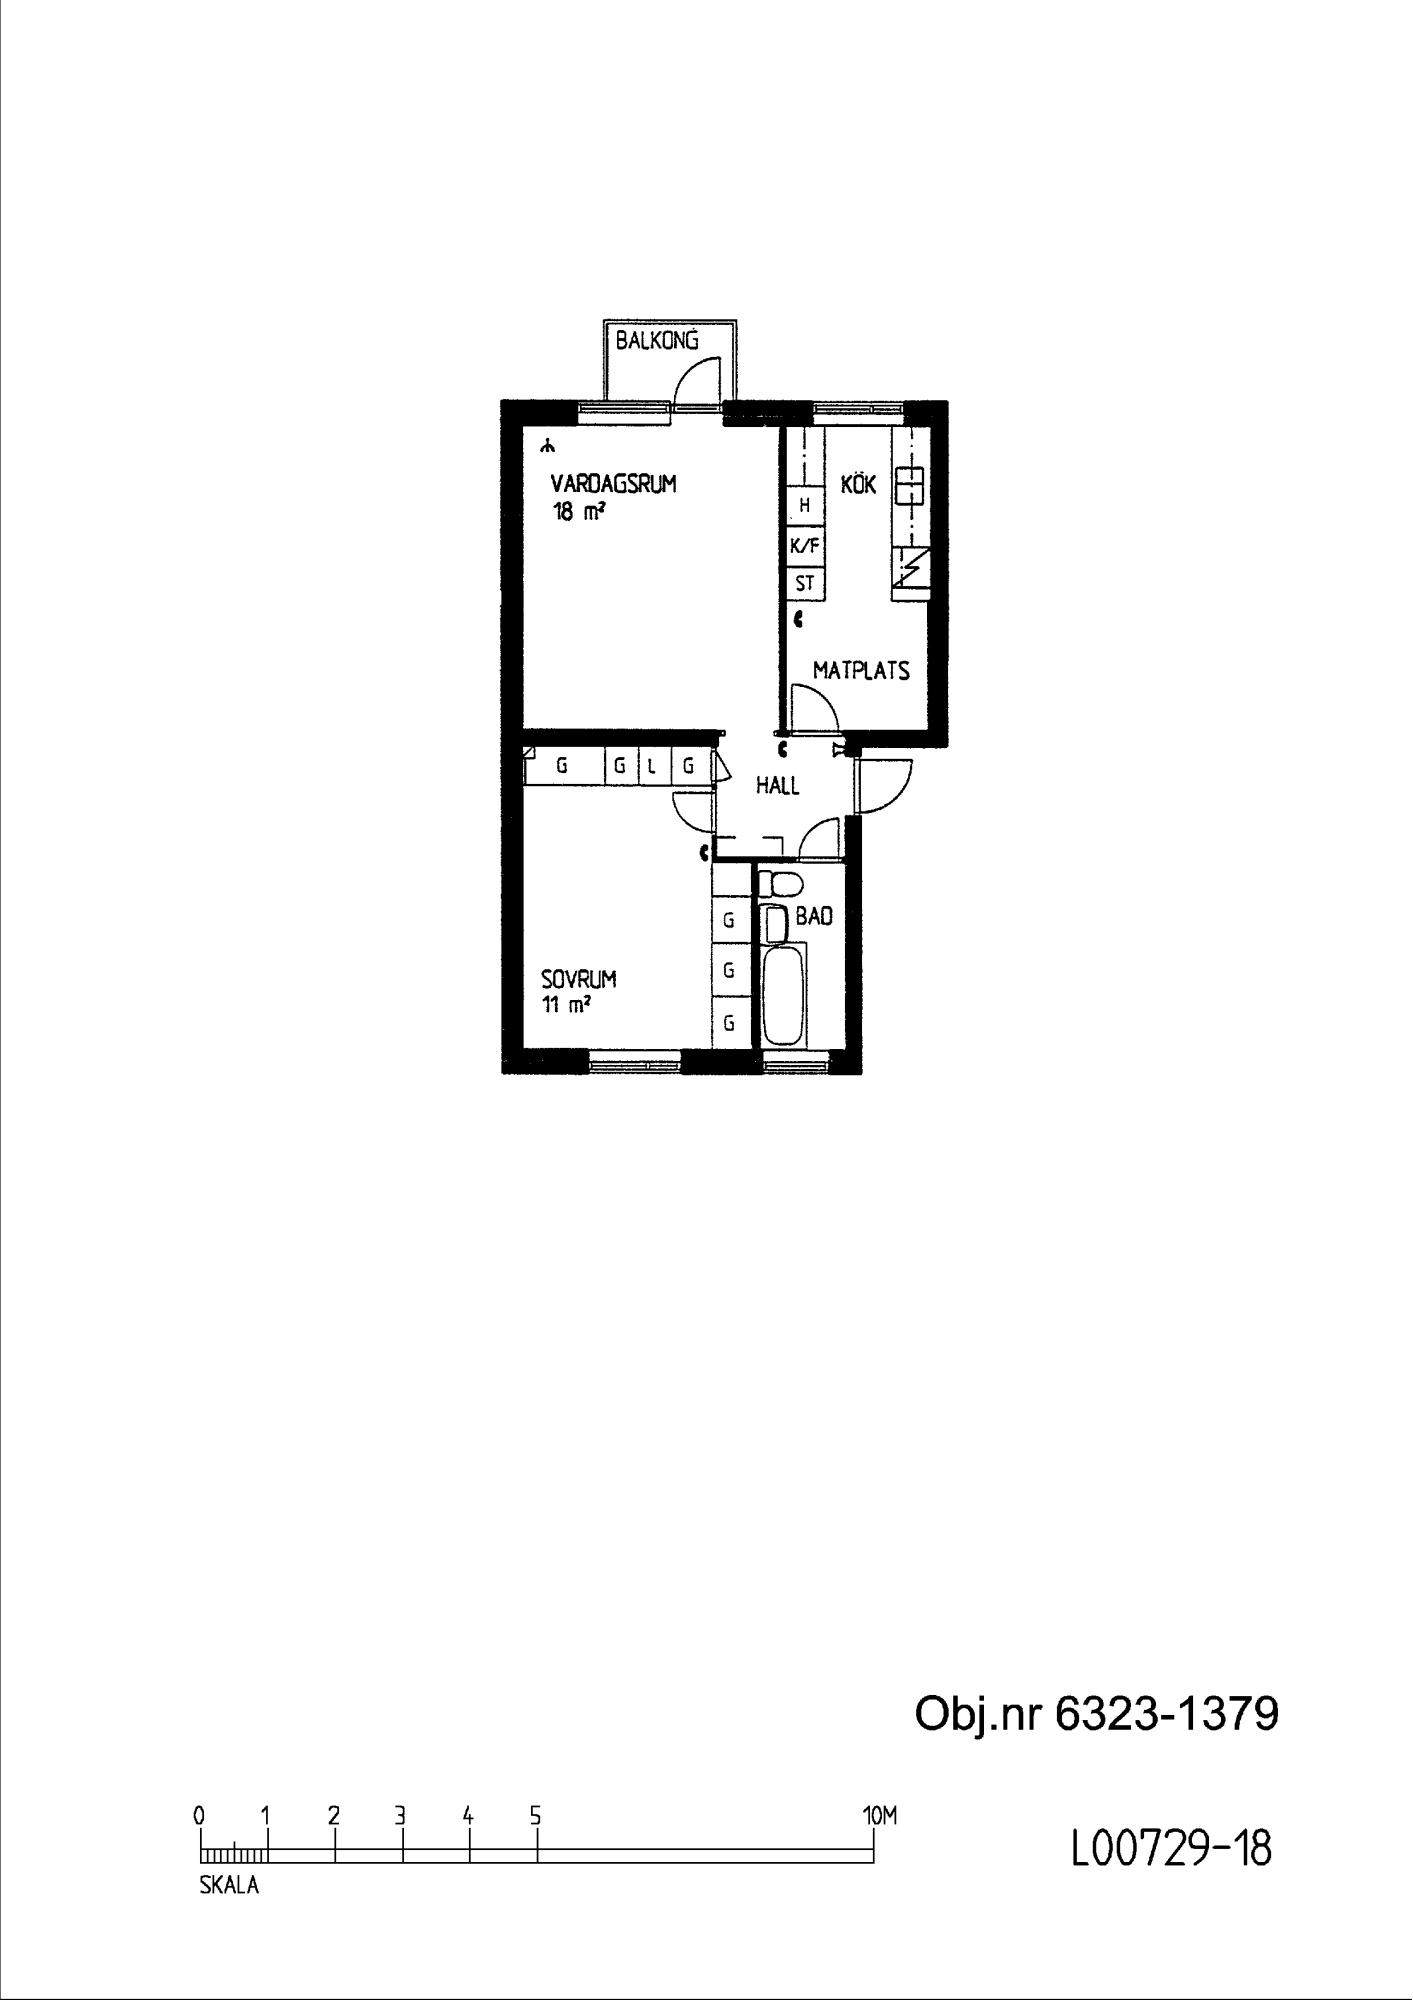 BALKONG
VARDAGSRUM
18 m²
KÖK
H
K/F
ST
MATPLATS
G
G
L
G
HALL
G
BAD
G
SOVRUM
11 m²
G
Obj.nr 6323-1379
0 1 2 3 4 5 10M
SKALA
L00729-18